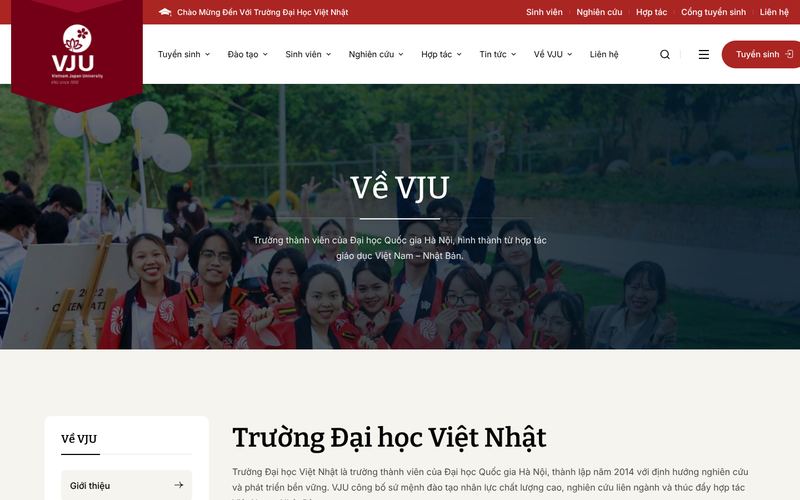 Chào Mừng Đến Với Trường Đại Học Việt Nhật
Sinh viên
Nghiên cứu
Hợp tác
Cổng tuyển sinh
Liên hệ
VJU
Vietnam Japan University
VNU since 1906
Tuyển sinh
Đào tạo
Sinh viên
Nghiên cứu
Hợp tác
Tin tức
Về VJU
Liên hệ
Tuyển sinh
Về VJU
Trường thành viên của Đại học Quốc gia Hà Nội, hình thành từ hợp tác
giáo dục Việt Nam – Nhật Bản.
2022
Về VJU
Giới thiệu
Trường Đại học Việt Nhật
Trường Đại học Việt Nhật là trường thành viên của Đại học Quốc gia Hà Nội, thành lập năm 2014 với định hướng nghiên cứu
và phát triển bền vững. VJU công bố sứ mệnh đào tạo nhân lực chất lượng cao, nghiên cứu liên ngành và thúc đẩy hợp tác